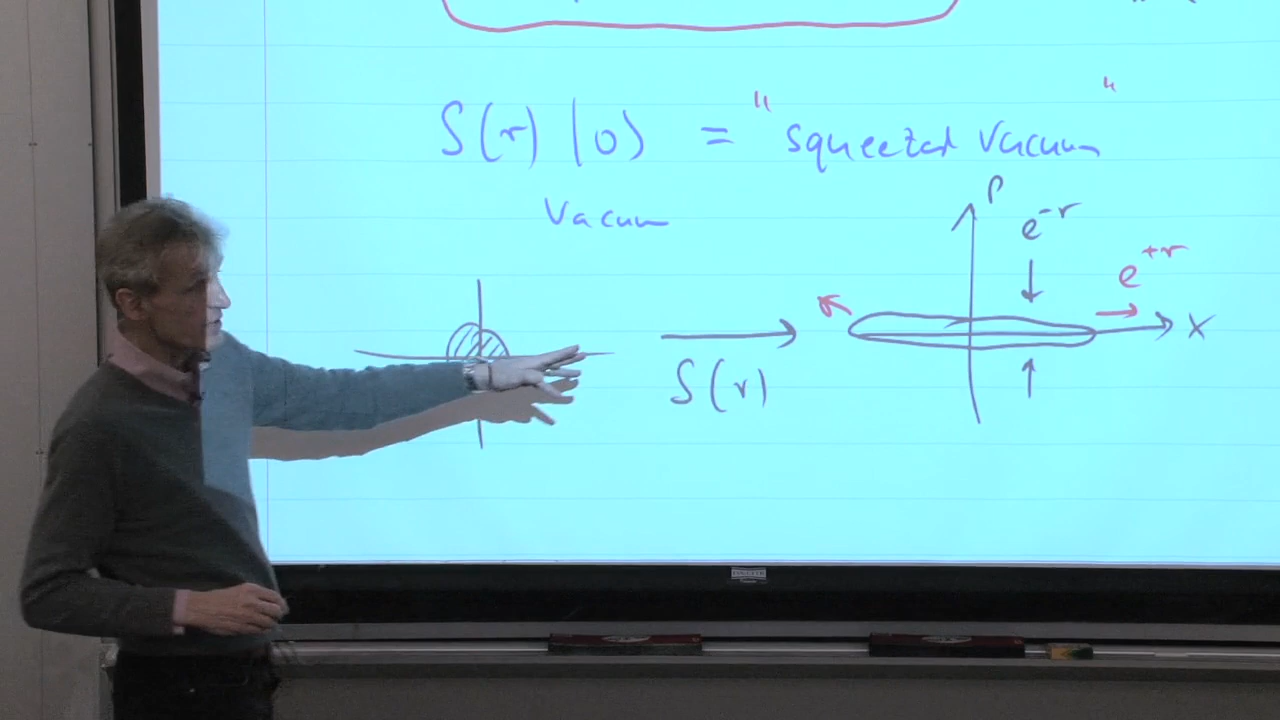 S(r) |0⟩ = "squeezed vacuum"
Vacuum
P
e^{-r}
e^{+r}
X
S(r)